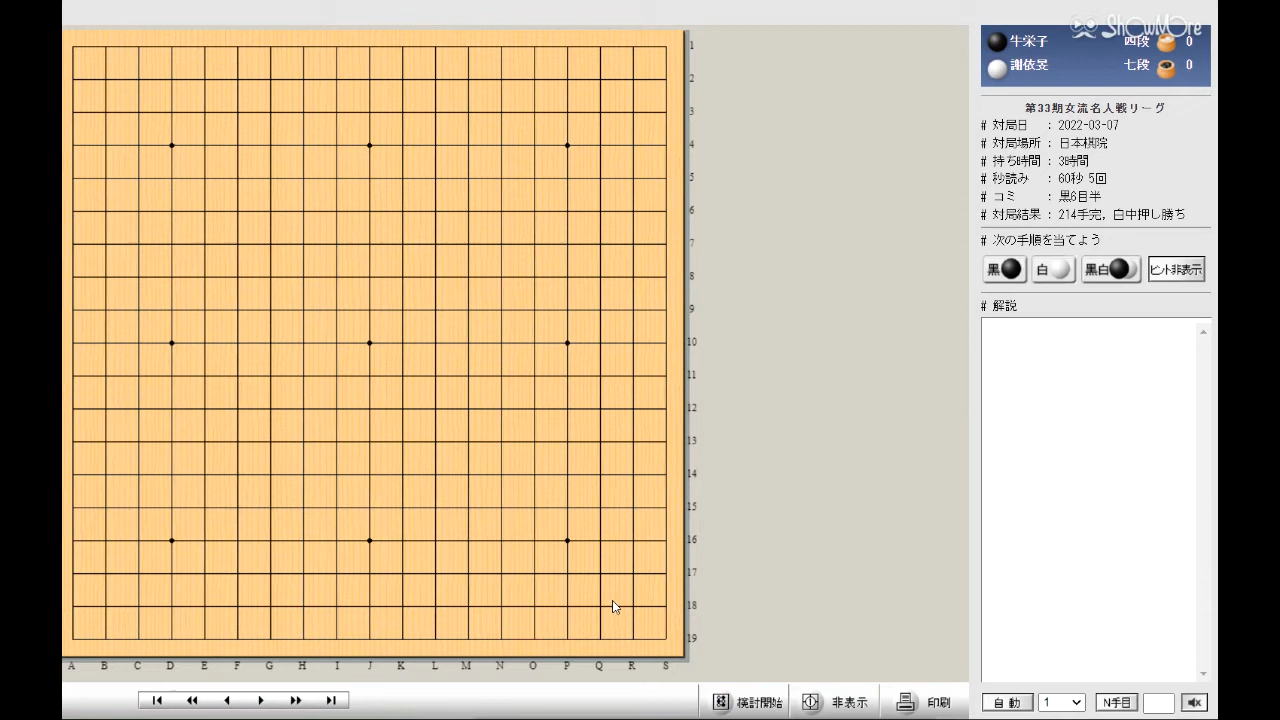 ShowMore
牛栄子 四段 0
謝依旻 七段 0
第33期女流名人戦リーグ
# 対局日 : 2022-03-07
# 対局場所 : 日本棋院
# 持ち時間 : 3時間
# 秒読み : 60秒 5回
# コミ : 黒6目半
# 対局結果 : 214手完, 白中押し勝ち
# 次の手順を当てよう
黒 白 黒白 ヒント非表示
# 解説
1
2
3
4
5
6
7
8
9
10
11
12
13
14
15
16
17
18
19
A B C D E F G H I J K L M N O P Q R S
検討開始 非表示 印刷 自動 1 N手目